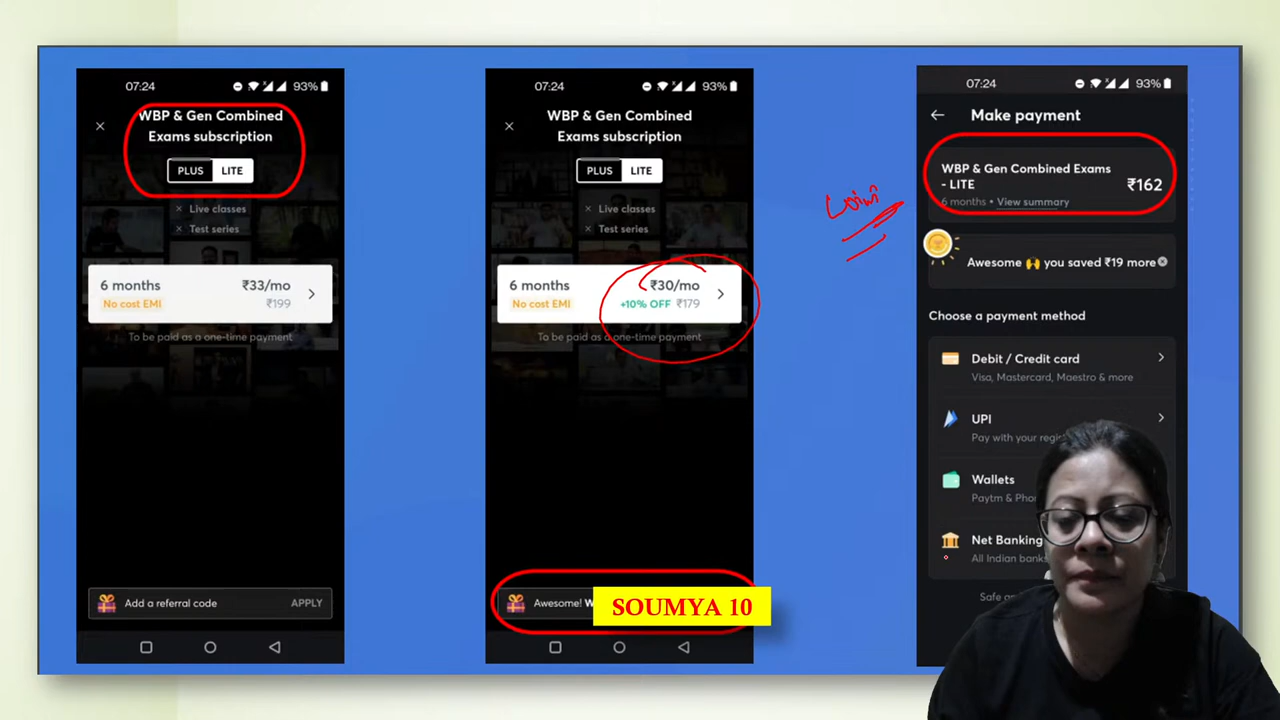 07:24
93%
WBP & Gen Combined
Exams subscription
PLUS
LITE
Live classes
Test series
6 months
₹33/mo
No cost EMI
₹199
To be paid as a one-time payment
Add a referral code
APPLY
07:24
93%
WBP & Gen Combined
Exams subscription
PLUS
LITE
Live classes
Test series
6 months
₹30/mo
No cost EMI
+10% OFF ₹179
To be paid as a one-time payment
Awesome!
SOUMYA 10
07:24
93%
Make payment
WBP & Gen Combined Exams
- LITE
₹162
6 months • View summary
Awesome 🙌 you saved ₹19 more
Choose a payment method
Debit / Credit card
Visa, Mastercard, Maestro & more
UPI
Pay with your
Wallets
Paytm &
Net Banking
All Indian banks